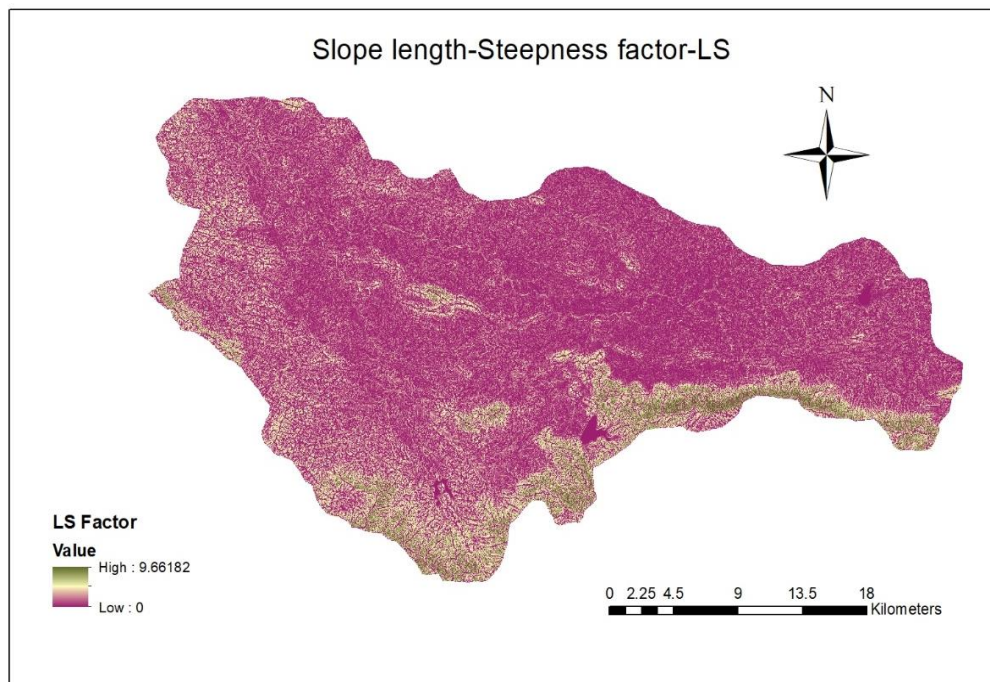 Slope length-Steepness factor-LS
N
LS Factor
Value
High : 9.66182
Low : 0
0 2.25 4.5 9 13.5 18
Kilometers